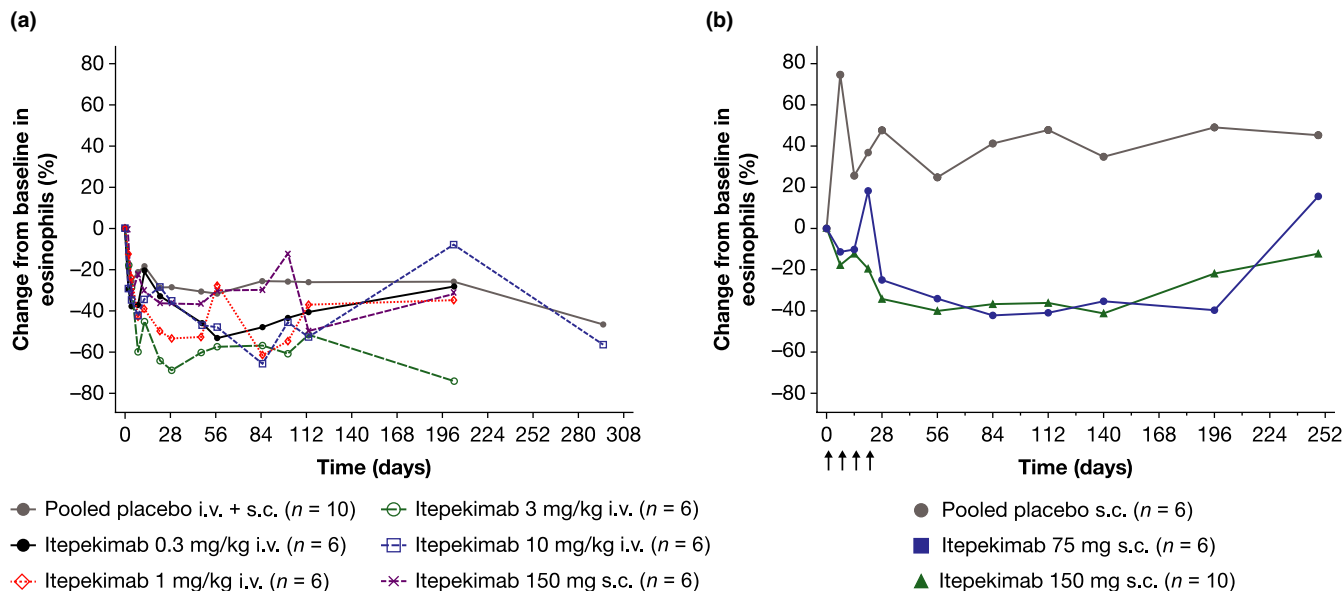 (a)
Change from baseline in
eosinophils (%)
80
60
40
20
0
−20
−40
−60
−80
0 28 56 84 112 140 168 196 224 252 280 308
Time (days)
Pooled placebo i.v. + s.c. (n = 10)
Itepekimab 0.3 mg/kg i.v. (n = 6)
Itepekimab 1 mg/kg i.v. (n = 6)
Itepekimab 3 mg/kg i.v. (n = 6)
Itepekimab 10 mg/kg i.v. (n = 6)
Itepekimab 150 mg s.c. (n = 6)
(b)
Change from baseline in
eosinophils (%)
80
60
40
20
0
−20
−40
−60
−80
0 28 56 84 112 140 168 196 224 252
Time (days)
Pooled placebo s.c. (n = 6)
Itepekimab 75 mg s.c. (n = 6)
Itepekimab 150 mg s.c. (n = 10)